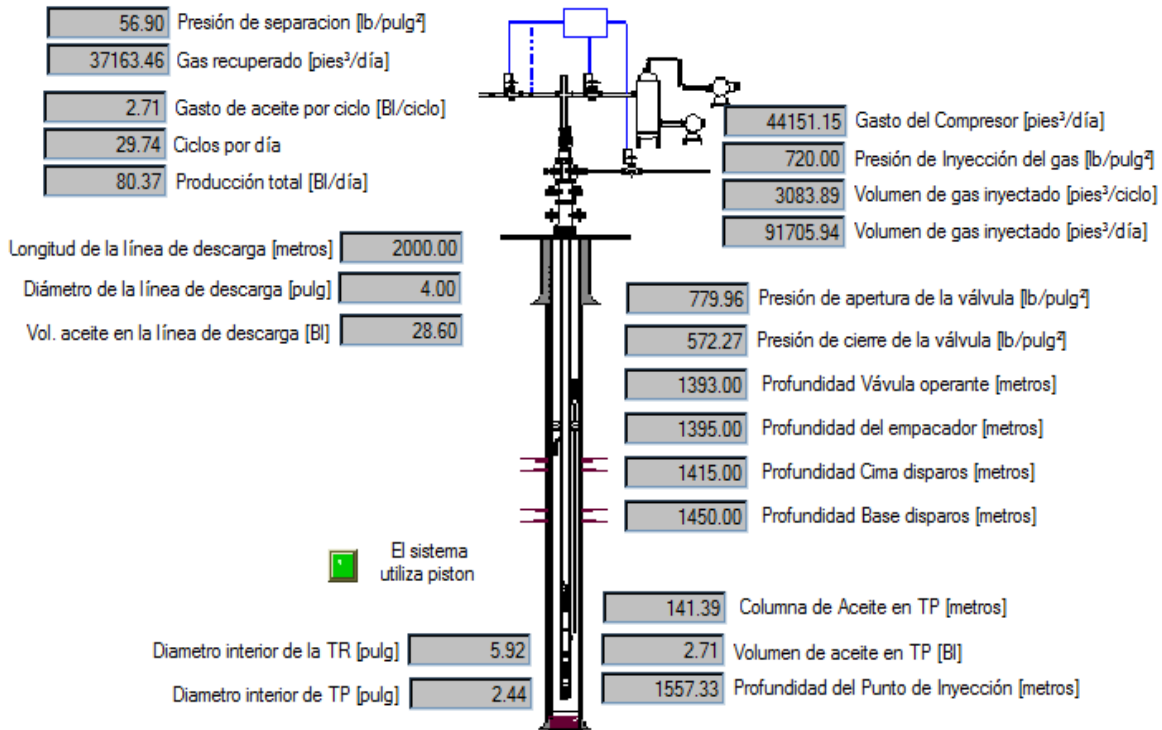 56.90 Presión de separacion [lb/pulg²]
37163.46 Gas recuperado [pies³/día]
2.71 Gasto de aceite por ciclo [Bl/ciclo]
29.74 Ciclos por día
80.37 Producción total [Bl/día]
44151.15 Gasto del Compresor [pies³/día]
720.00 Presión de Inyección del gas [lb/pulg²]
3083.89 Volumen de gas inyectado [pies³/ciclo]
91705.94 Volumen de gas inyectado [pies³/día]
Longitud de la línea de descarga [metros] 2000.00
Diámetro de la línea de descarga [pulg] 4.00
Vol. aceite en la línea de descarga [Bl] 28.60
779.96 Presión de apertura de la válvula [lb/pulg²]
572.27 Presión de cierre de la válvula [lb/pulg²]
1393.00 Profundidad Vávula operante [metros]
1395.00 Profundidad del empacador [metros]
1415.00 Profundidad Cima disparos [metros]
1450.00 Profundidad Base disparos [metros]
El sistema
utiliza piston
141.39 Columna de Aceite en TP [metros]
2.71 Volumen de aceite en TP [Bl]
1557.33 Profundidad del Punto de Inyección [metros]
Diametro interior de la TR [pulg] 5.92
Diametro interior de TP [pulg] 2.44